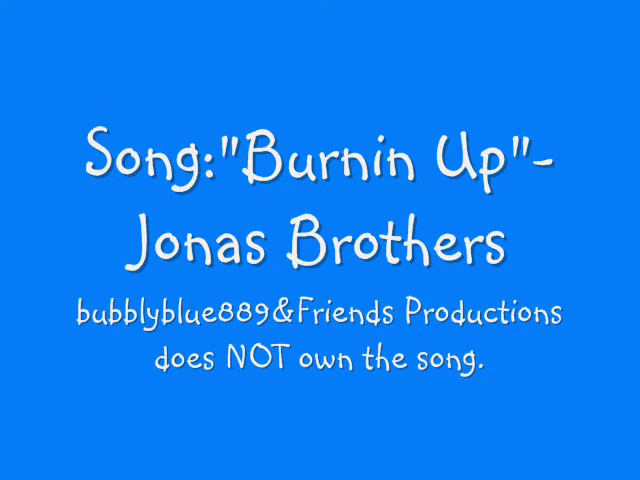 Song:"Burnin Up"-
Jonas Brothers
bubblyblue889&Friends Productions
does NOT own the song.